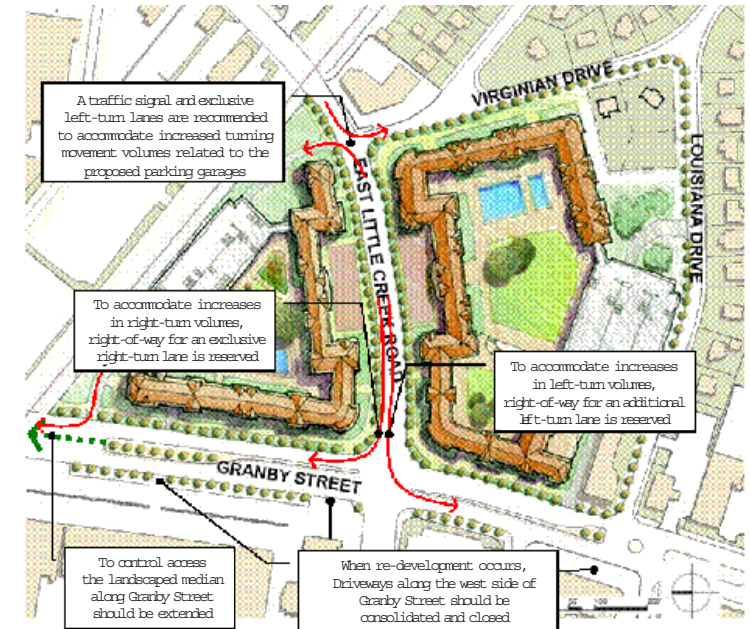 A traffic signal and exclusive
left-turn lanes are recommended
to accommodate increased turning
movement volumes related to the
proposed parking garages
VIRGINIAN DRIVE
LOUISIANA DRIVE
EAST LITTLE CREEK ROAD
To accommodate increases
in right-turn volumes,
right-of-way for an exclusive
right-turn lane is reserved
To accommodate increases
in left-turn volumes,
right-of-way for an additional
left-turn lane is reserved
GRANBY STREET
To control access
the landscaped median
along Granby Street
should be extended
When re-development occurs,
Driveways along the west side of
Granby Street should be
consolidated and closed